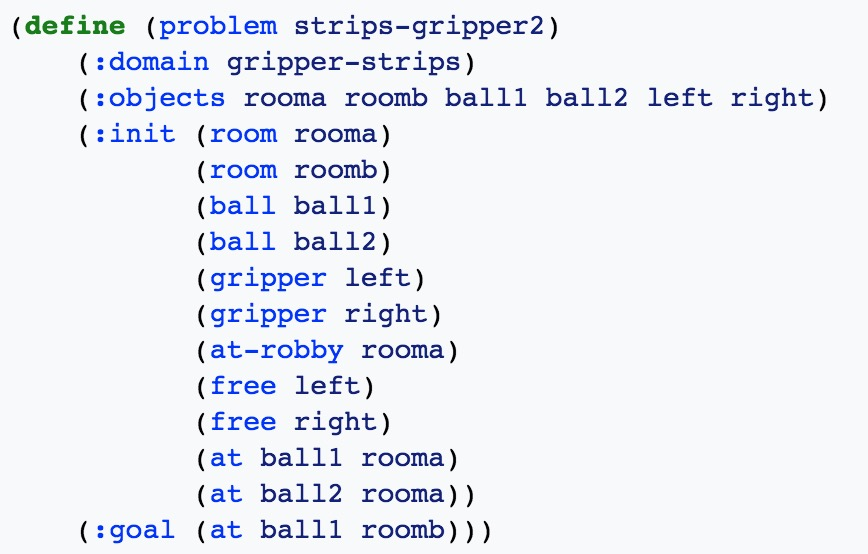 (define (problem strips-gripper2)
    (:domain gripper-strips)
    (:objects rooma roomb ball1 ball2 left right)
    (:init (room rooma)
           (room roomb)
           (ball ball1)
           (ball ball2)
           (gripper left)
           (gripper right)
           (at-robby rooma)
           (free left)
           (free right)
           (at ball1 rooma)
           (at ball2 rooma))
    (:goal (at ball1 roomb)))